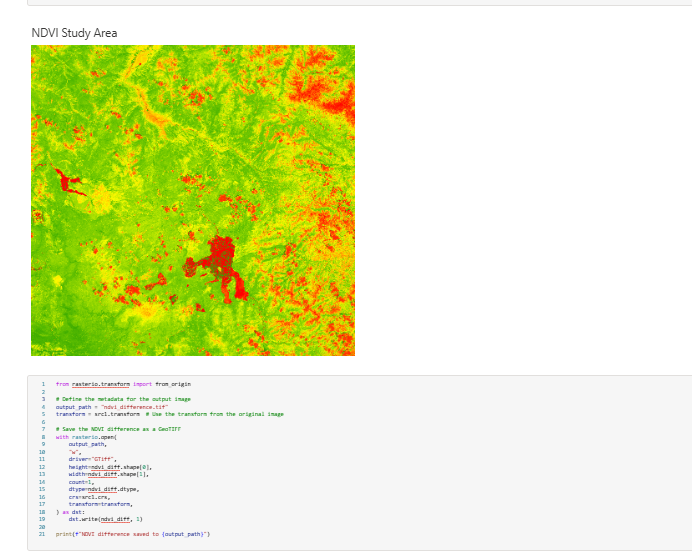 NDVI Study Area
1 from rasterio.transform import from_origin
2
3 # Define the metadata for the output image
4 output_path = "ndvi_difference.tif"
5 transform = src1.transform # Use the transform from the original image
6
7 # Save the NDVI difference as a GeoTIFF
8 with rasterio.open(
9 output_path,
10 "w",
11 driver="GTiff",
12 height=ndvi_diff.shape[0],
13 width=ndvi_diff.shape[1],
14 count=1,
15 dtype=ndvi_diff.dtype,
16 crs=src1.crs,
17 transform=transform,
18 ) as dst:
19 dst.write(ndvi_diff, 1)
20
21 print(f"NDVI difference saved to {output_path}")